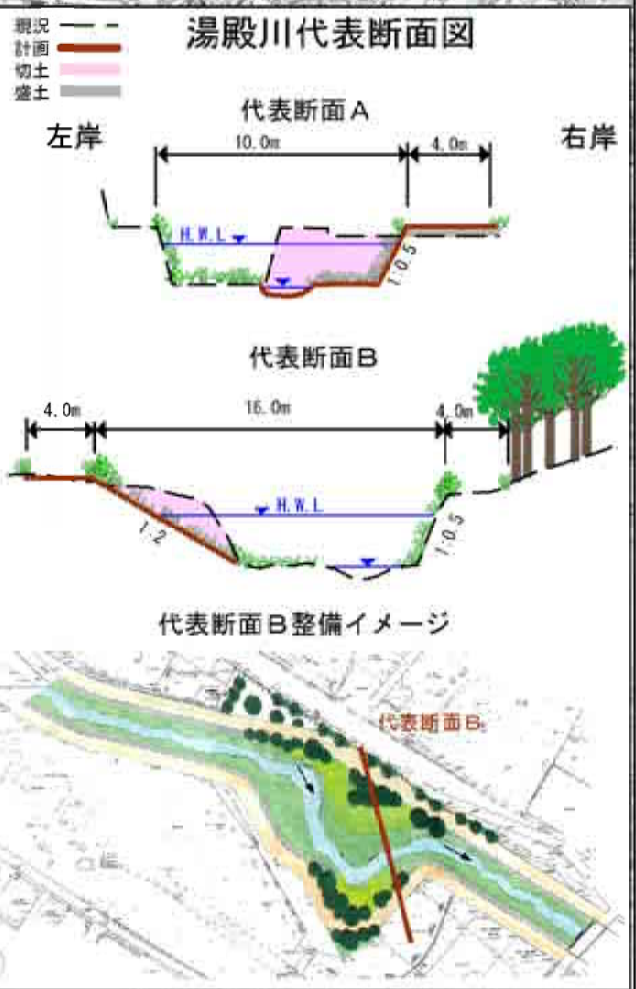 湯殿川代表断面図
現況
計画
切土
盛土
代表断面A
左岸
右岸
10.0m
4.0m
H.W.L
1:0.5
代表断面B
4.0m
16.0m
4.0m
H.W.L
1:2
1:0.5
代表断面B整備イメージ
代表断面B